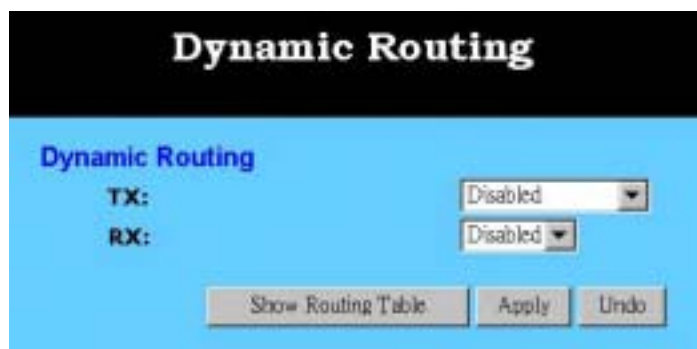 Dynamic Routing
Dynamic Routing
TX: Disabled
RX: Disabled
Show Routing Table Apply Undo